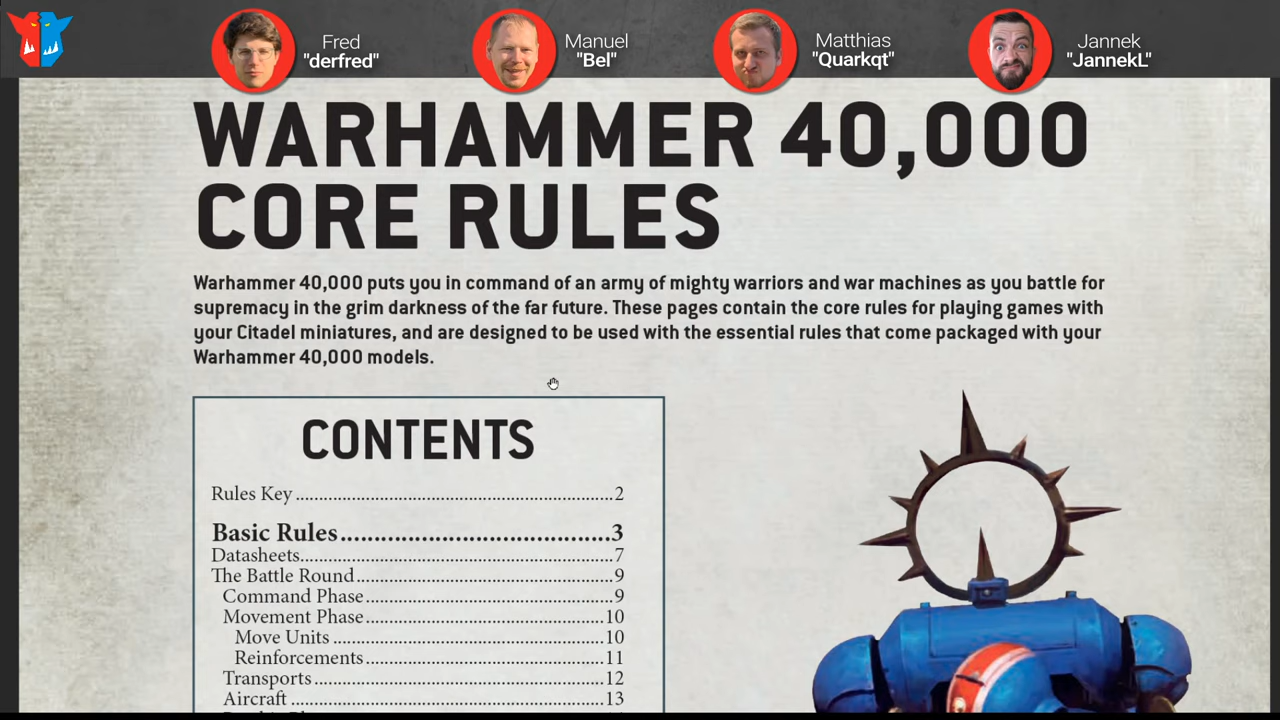 Fred
"derfred"
Manuel
"Bel"
Matthias
"Quarkqt"
Jannek
"JannekL"
WARHAMMER 40,000
CORE RULES
Warhammer 40,000 puts you in command of an army of mighty warriors and war machines as you battle for
supremacy in the grim darkness of the far future. These pages contain the core rules for playing games with
your Citadel miniatures, and are designed to be used with the essential rules that come packaged with your
Warhammer 40,000 models.
CONTENTS
Rules Key ..............................................................2
Basic Rules......................................3
Datasheets..............................................................7
The Battle Round....................................................9
Command Phase..................................................9
Movement Phase................................................10
Move Units .....................................................10
Reinforcements...............................................11
Transports .........................................................12
Aircraft ..............................................................13